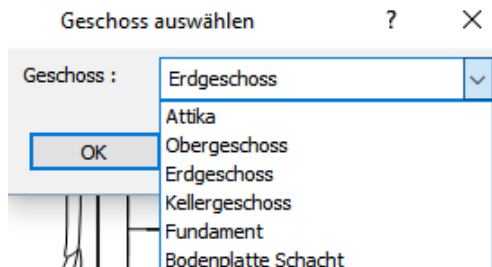 Geschoss auswählen ? ×
Geschoss : Erdgeschoss
OK
Attika
Obergeschoss
Erdgeschoss
Kellergeschoss
Fundament
Bodenplatte Schacht